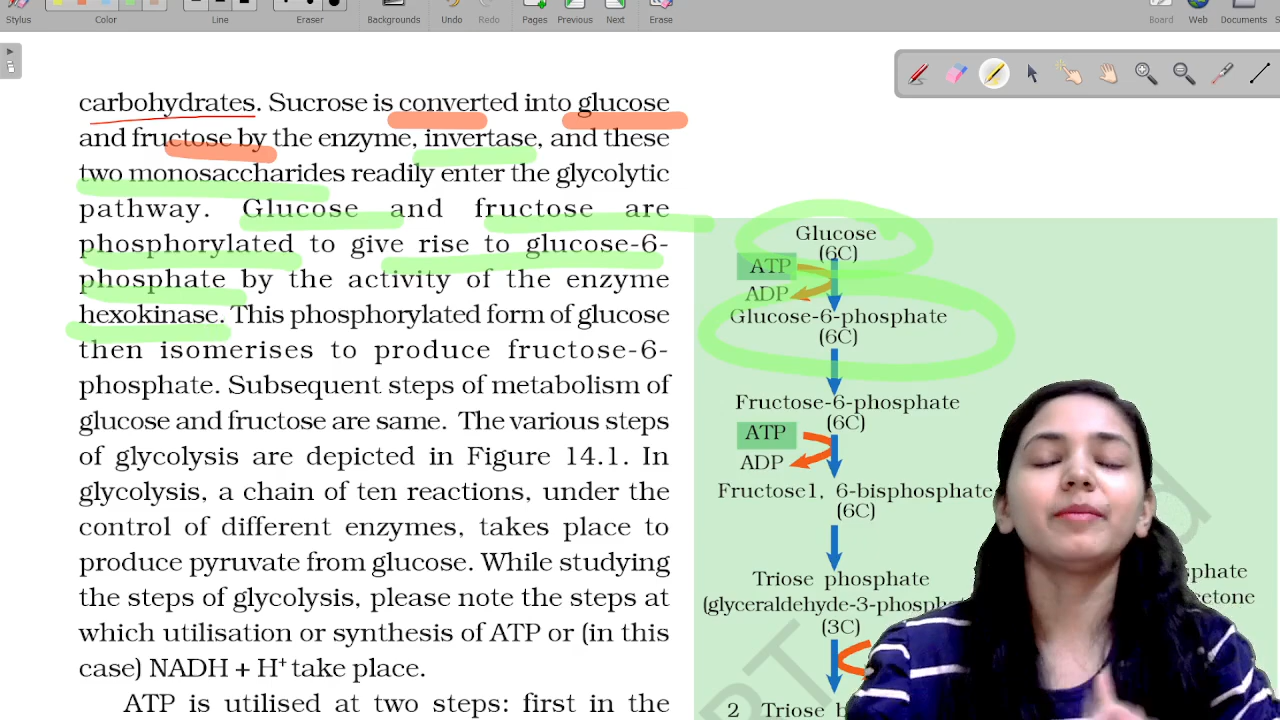 Stylus
Color
Line
Eraser
Backgrounds
Undo
Redo
Pages
Previous
Next
Erase
Board
Web
Documents
carbohydrates. Sucrose is converted into glucose
and fructose by the enzyme, invertase, and these
two monosaccharides readily enter the glycolytic
pathway. Glucose and fructose are
phosphorylated to give rise to glucose-6-
phosphate by the activity of the enzyme
hexokinase. This phosphorylated form of glucose
then isomerises to produce fructose-6-
phosphate. Subsequent steps of metabolism of
glucose and fructose are same. The various steps
of glycolysis are depicted in Figure 14.1. In
glycolysis, a chain of ten reactions, under the
control of different enzymes, takes place to
produce pyruvate from glucose. While studying
the steps of glycolysis, please note the steps at
which utilisation or synthesis of ATP or (in this
case) NADH + H⁺ take place.
ATP is utilised at two steps: first in the
Glucose
(6C)
ATP
ADP
Glucose-6-phosphate
(6C)
Fructose-6-phosphate
(6C)
ATP
ADP
Fructose1, 6-bisphosphate
(6C)
Triose phosphate
(glyceraldehyde-3-phosph
(3C)
2 Triose b
phate
cetone